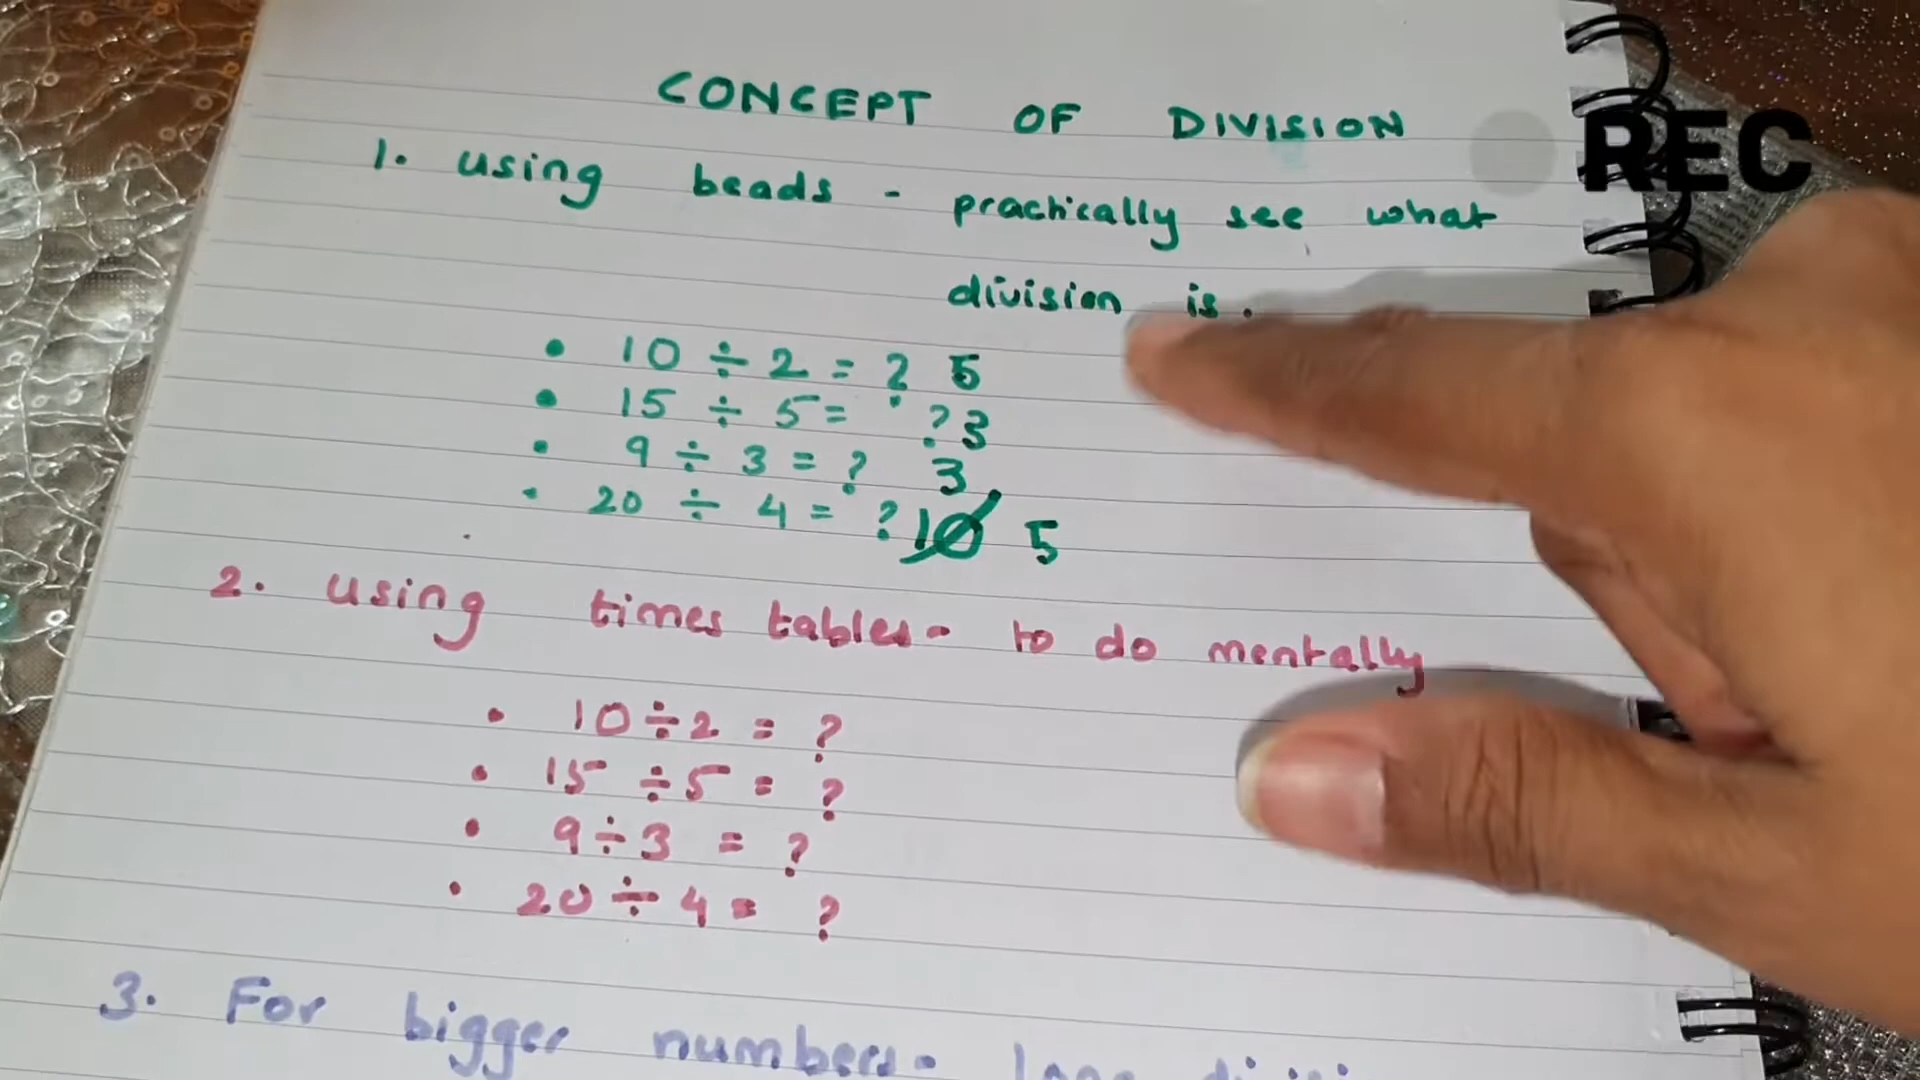 CONCEPT OF DIVISION
REC
1. using beads - practically see what
division is.
• 10 ÷ 2 = ? 5
• 15 ÷ 5 = ? 3
• 9 ÷ 3 = ? 3
• 20 ÷ 4 = ? 10 5
2. using times tables - to do mentally
• 10 ÷ 2 = ?
• 15 ÷ 5 = ?
• 9 ÷ 3 = ?
• 20 ÷ 4 = ?
3. For bigger numbers - long